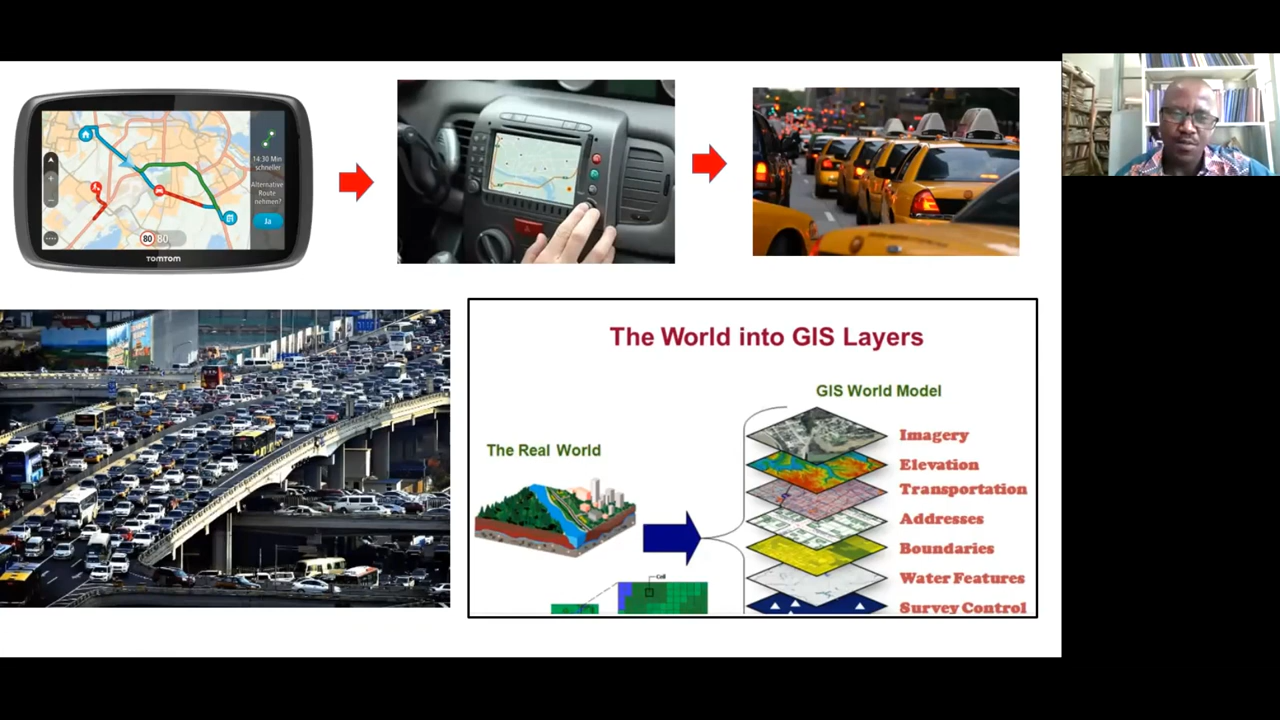 14:30 Min
schneller
Alternative
Route
nehmen?
Ja
80 80
TOMTOM
The World into GIS Layers
GIS World Model
The Real World
Imagery
Elevation
Transportation
Addresses
Boundaries
Water Features
Survey Control
Cell